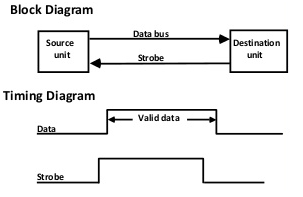 Block Diagram
Data bus
Source
unit
Destination
unit
Strobe
Timing Diagram
Valid data
Data
Strobe